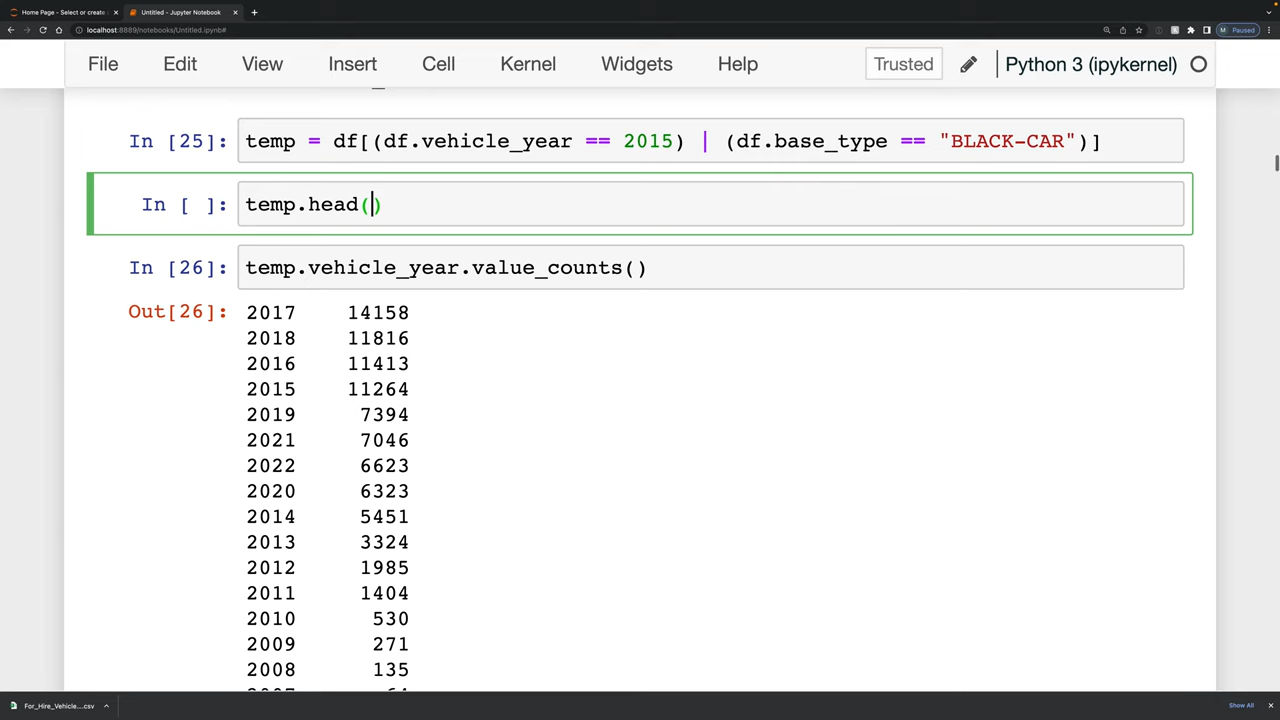 Home Page - Select or create
Untitled - Jupyter Notebook
localhost:8889/notebooks/Untitled.ipynb#
M Paused
File Edit View Insert Cell Kernel Widgets Help Trusted Python 3 (ipykernel)
In [25]: temp = df[(df.vehicle_year == 2015) | (df.base_type == "BLACK-CAR")]
In [ ]: temp.head()
In [26]: temp.vehicle_year.value_counts()
Out[26]: 2017 14158
2018 11816
2016 11413
2015 11264
2019 7394
2021 7046
2022 6623
2020 6323
2014 5451
2013 3324
2012 1985
2011 1404
2010 530
2009 271
2008 135
For_Hire_Vehicle....csv
Show All